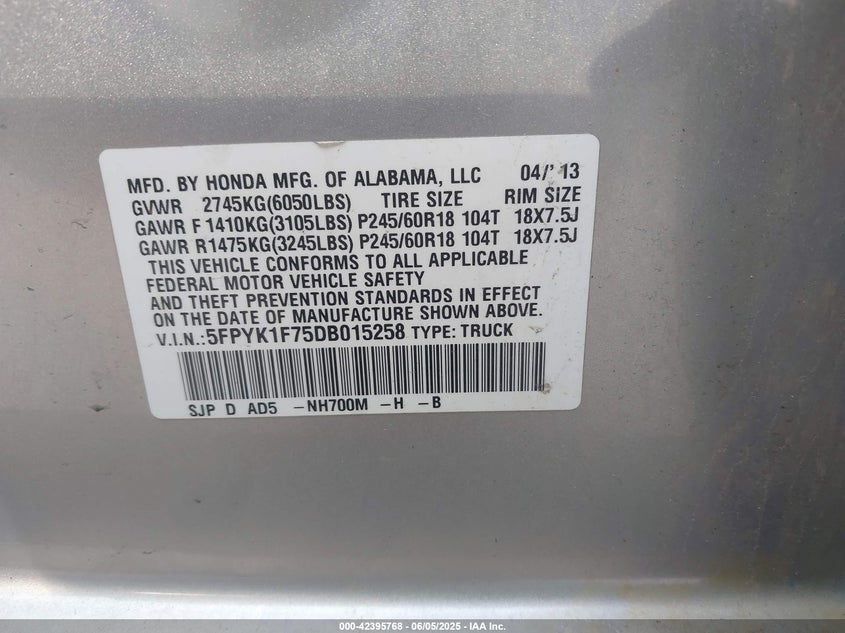 MFD. BY HONDA MFG. OF ALABAMA, LLC 04/' 13
GVWR 2745KG(6050LBS) TIRE SIZE RIM SIZE
GAWR F1410KG(3105LBS) P245/60R18 104T 18X7.5J
GAWR R1475KG(3245LBS) P245/60R18 104T 18X7.5J
THIS VEHICLE CONFORMS TO ALL APPLICABLE
FEDERAL MOTOR VEHICLE SAFETY
AND THEFT PREVENTION STANDARDS IN EFFECT
ON THE DATE OF MANUFACTURE SHOWN ABOVE.
V.I.N.:5FPYK1F75DB015258 TYPE: TRUCK
SJP D AD5 -NH700M -H -B
000-42395768 - 06/05/2025 - IAA Inc.